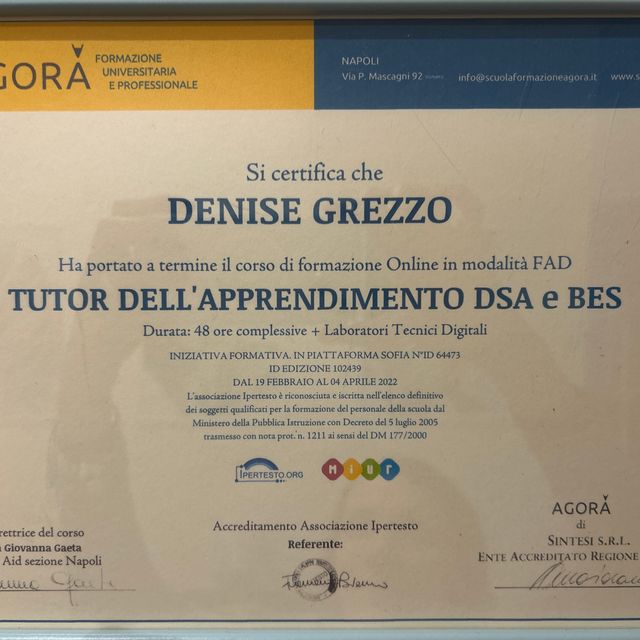 GORÀ FORMAZIONE
UNIVERSITARIA
E PROFESSIONALE
NAPOLI
Via P. Mascagni 92 info@scuolaformazioneagora.it www.s
Si certifica che
DENISE GREZZO
Ha portato a termine il corso di formazione Online in modalità FAD
TUTOR DELL'APPRENDIMENTO DSA e BES
Durata: 48 ore complessive + Laboratori Tecnici Digitali
INIZIATIVA FORMATIVA. IN PIATTAFORMA SOFIA N°ID 64473
ID EDIZIONE 102439
DAL 19 FEBBRAIO AL 04 APRILE 2022
L'associazione Ipertesto è riconosciuta e iscritta nell'elenco definitivo
dei soggetti qualificati per la formazione del personale della scuola dal
Ministero della Pubblica Istruzione con Decreto del 5 luglio 2005
trasmesso con nota prot. n. 1211 ai sensi del DM 177/2000
IPERTESTO.ORG MIUR
rettrice del corso
Giovanna Gaeta
Aid sezione Napoli
Accreditamento Associazione Ipertesto
Referente:
AGORÀ
di
SINTESI S.R.L.
ENTE ACCREDITATO REGIONE